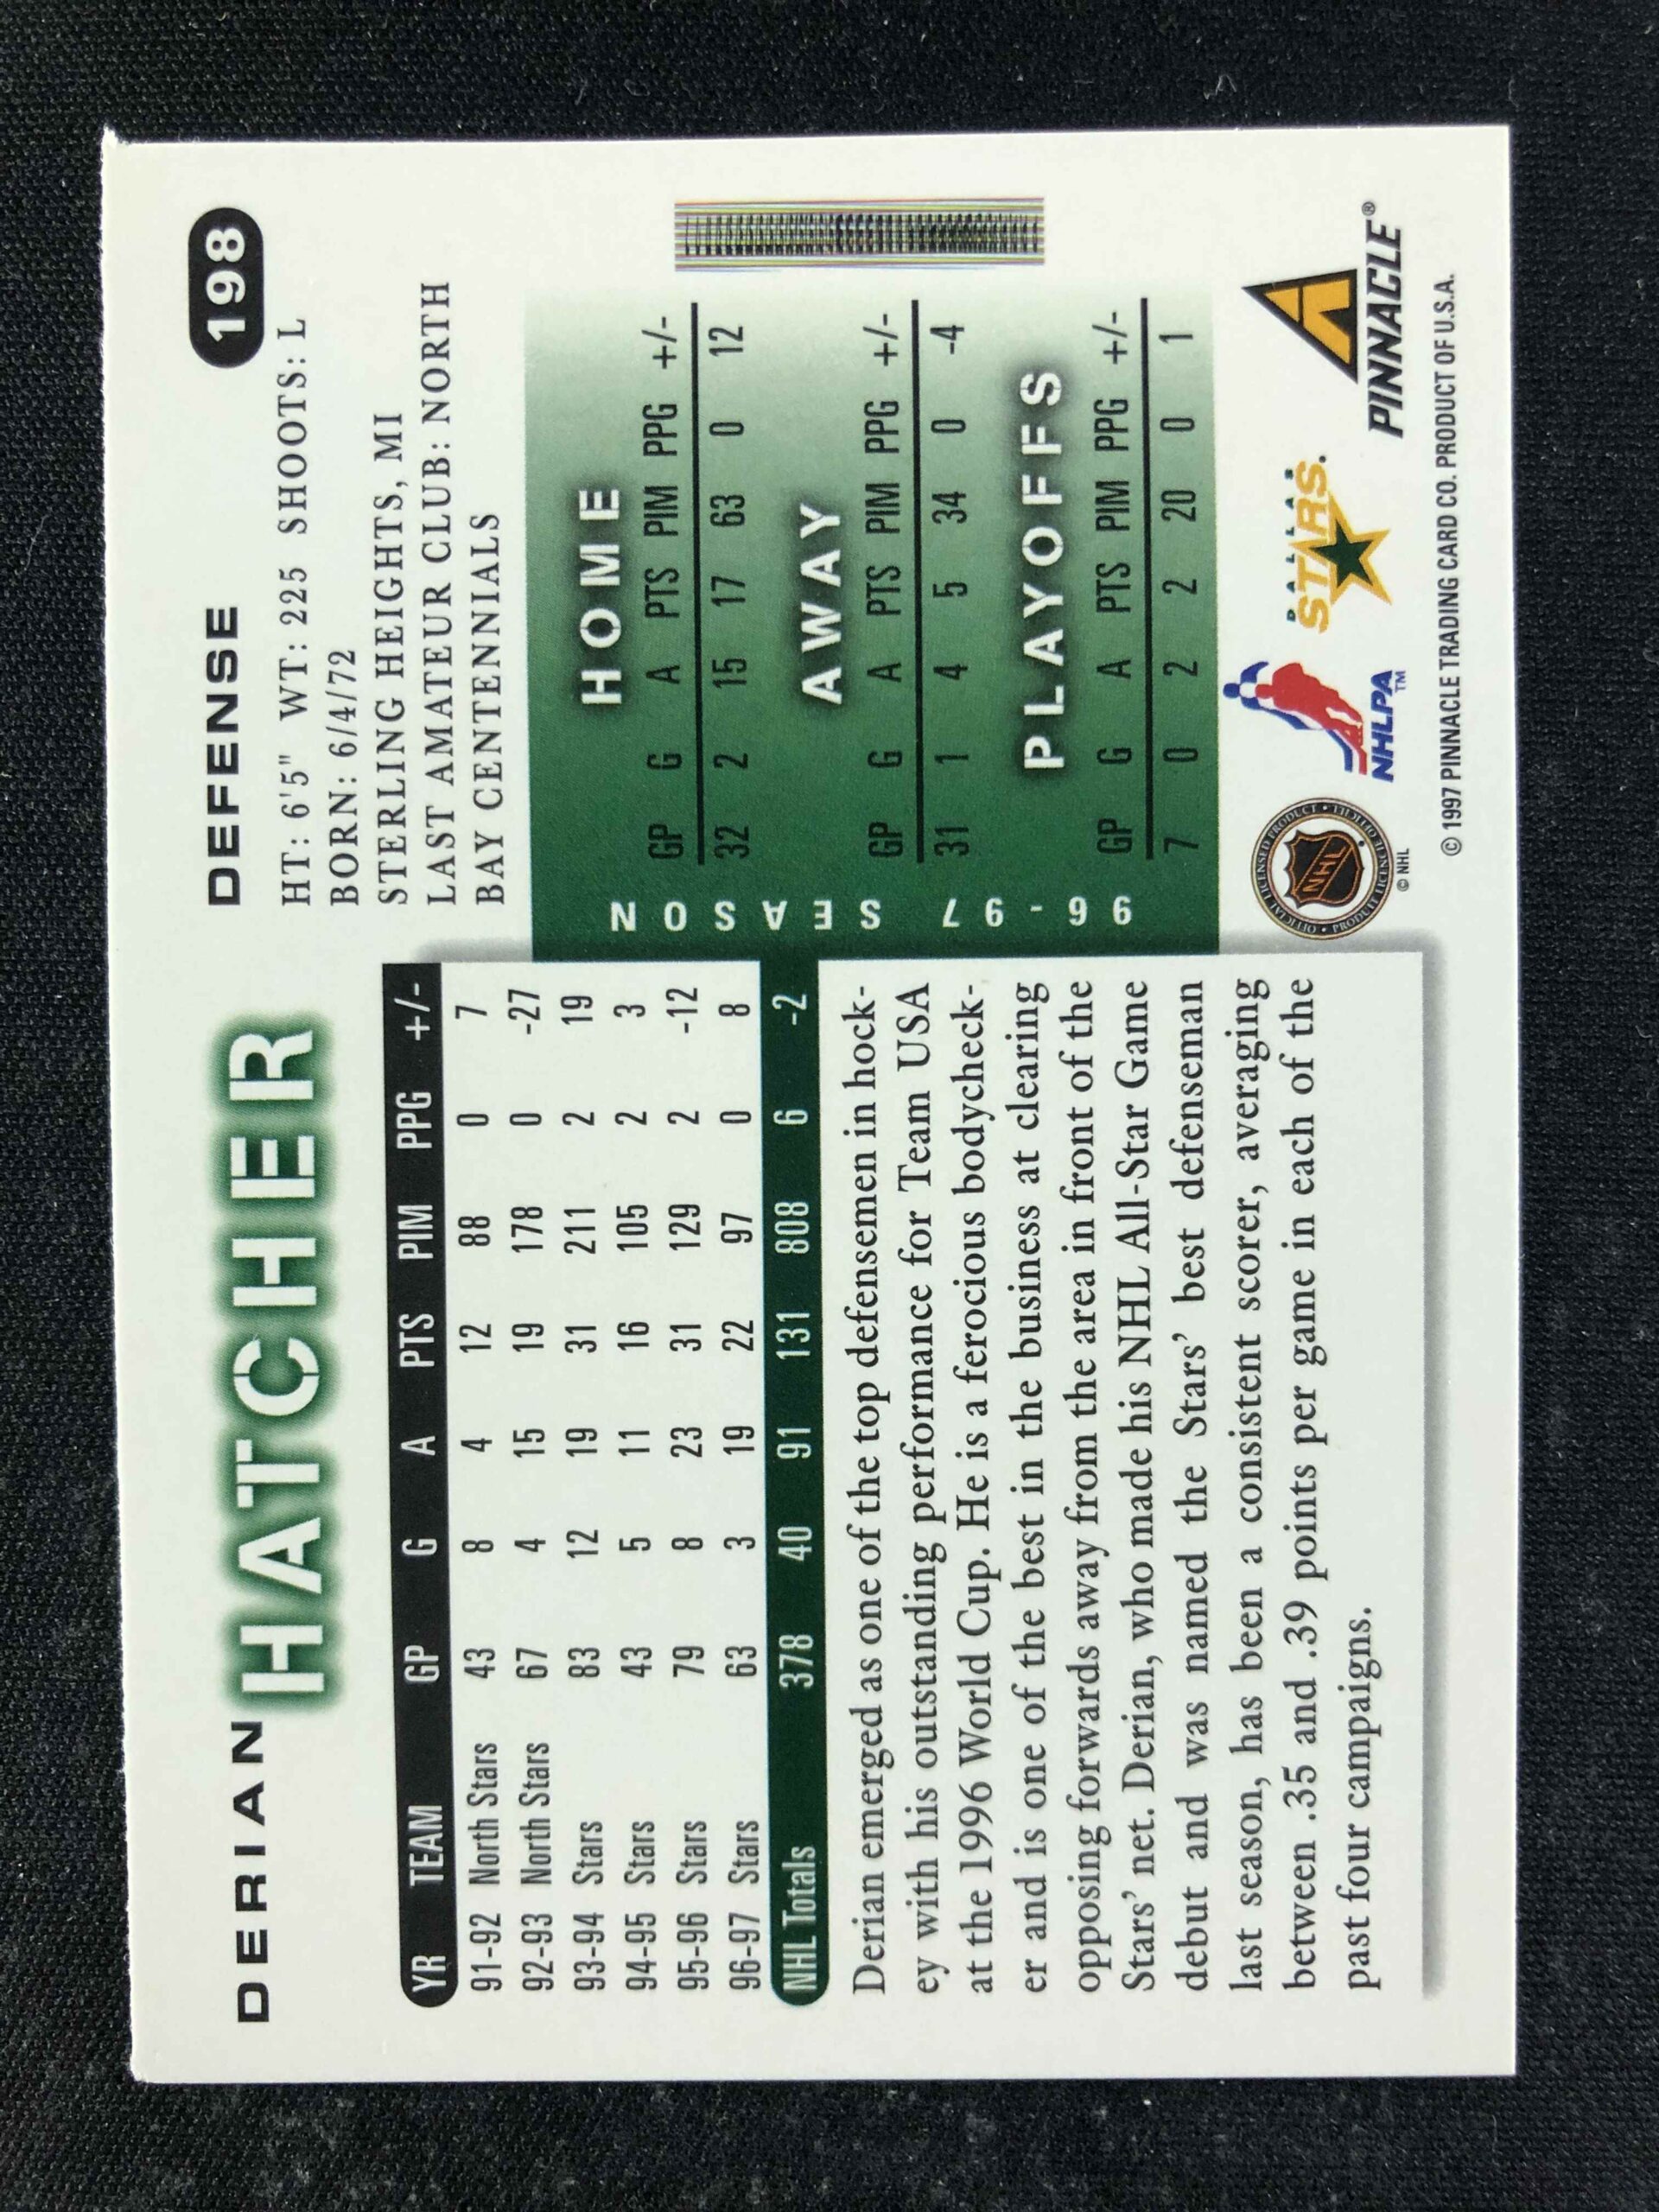 DERIAN HATCHER DEFENSE 198
HT: 6'5" WT: 225 SHOOTS: L
BORN: 6/4/72
STERLING HEIGHTS, MI
LAST AMATEUR CLUB: NORTH
BAY CENTENNIALS
YR TEAM GP G A PTS PIM PPG +/-
91-92 North Stars 43 8 4 12 88 0 7
92-93 North Stars 67 4 15 19 178 0 -27
93-94 Stars 83 12 19 31 211 2 19
94-95 Stars 43 5 11 16 105 2 3
95-96 Stars 79 8 23 31 129 2 -12
96-97 Stars 63 3 19 22 97 0 8
NHL Totals 378 40 91 131 808 6 -2
Derian emerged as one of the top defensemen in hock-
ey with his outstanding performance for Team USA
at the 1996 World Cup. He is a ferocious bodycheck-
er and is one of the best in the business at clearing
opposing forwards away from the area in front of the
Stars' net. Derian, who made his NHL All-Star Game
debut and was named the Stars' best defenseman
last season, has been a consistent scorer, averaging
between .35 and .39 points per game in each of the
past four campaigns.
96-97 SEASON
HOME
GP G A PTS PIM PPG +/-
32 2 15 17 63 0 12
AWAY
GP G A PTS PIM PPG +/-
31 1 4 5 34 0 -4
PLAYOFFS
GP G A PTS PIM PPG +/-
7 0 2 2 20 0 1
OFFICIAL LICENSED PRODUCT
NHL
© NHL
NHLPA™
DALLAS
STARS.
PINNACLE®
© 1997 PINNACLE TRADING CARD CO. PRODUCT OF U.S.A.